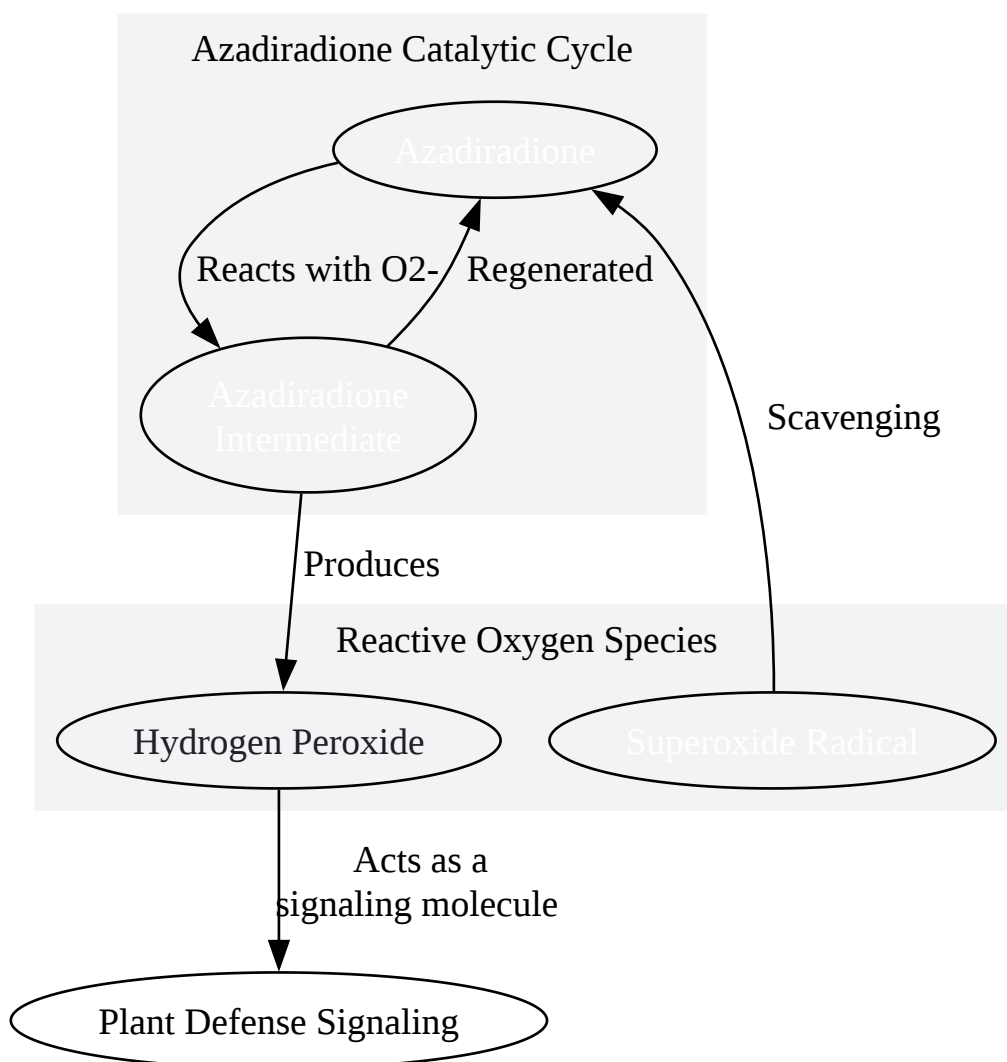 Azadiradione Catalytic Cycle
Azadiradione
Reacts with O2-
Regenerated
Azadiradione
Intermediate
Scavenging
Produces
Reactive Oxygen Species
Hydrogen Peroxide
Superoxide Radical
Acts as a
signaling molecule
Plant Defense Signaling